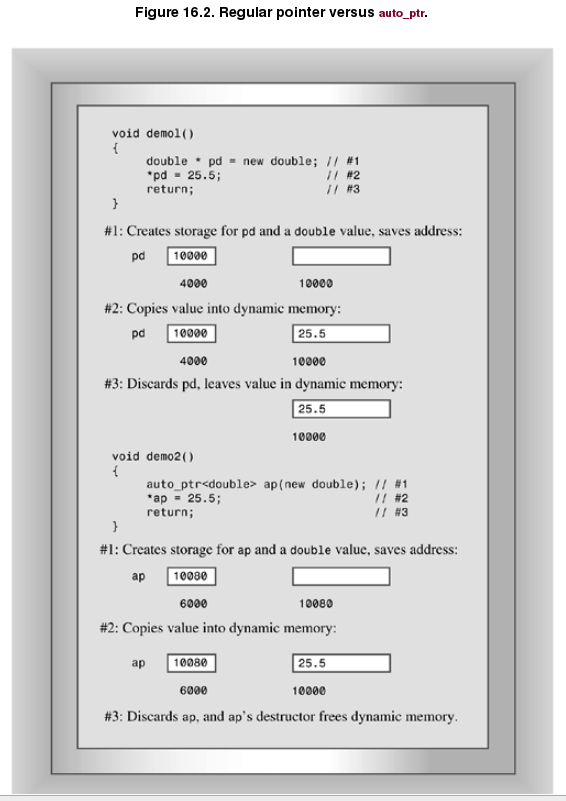 Figure 16.2. Regular pointer versus auto_ptr.
void demo1()
{
double * pd = new double; // #1
*pd = 25.5; // #2
return; // #3
}
#1: Creates storage for pd and a double value, saves address:
pd 10000
4000 10000
#2: Copies value into dynamic memory:
pd 10000 25.5
4000 10000
#3: Discards pd, leaves value in dynamic memory:
25.5
10000
void demo2()
{
auto_ptr<double> ap(new double); // #1
*ap = 25.5; // #2
return; // #3
}
#1: Creates storage for ap and a double value, saves address:
ap 10080
6000 10080
#2: Copies value into dynamic memory:
ap 10080 25.5
6000 10000
#3: Discards ap, and ap's destructor frees dynamic memory.